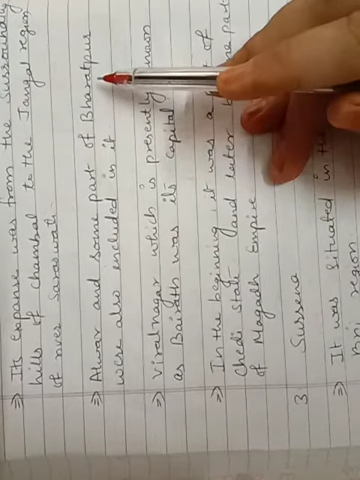 ⇒ Its expanse was from the surrounding
hills of chambal to the Jangal region
of river Saraswati.
⇒ Alwar and some part of Bharatpur
were also included in it
⇒ Viratnagar which is presently
as Bairath was its capital
⇒ In the beginning it was a of
Chedi State and later part
of Magadh Empire
3 Sursena
⇒ It was situated in
region